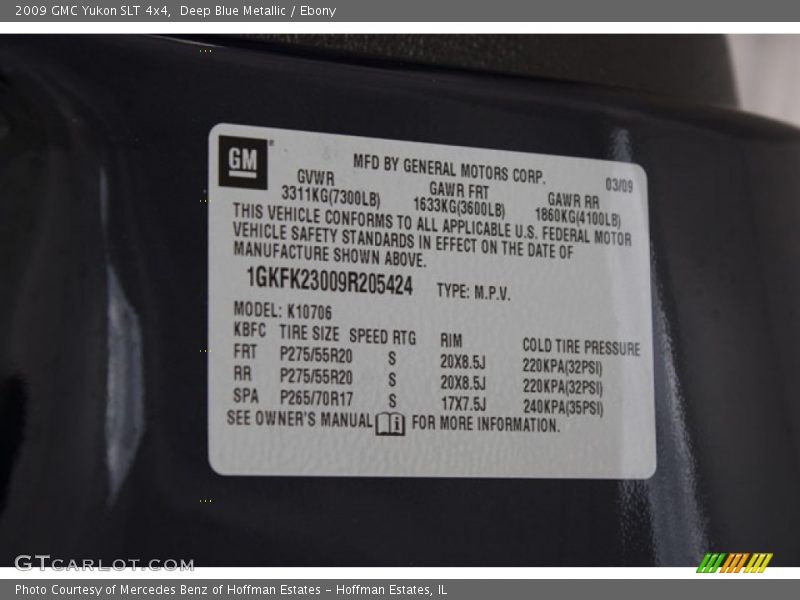 2009 GMC Yukon SLT 4x4, Deep Blue Metallic / Ebony
GM
MFD BY GENERAL MOTORS CORP.
03/09
GVWR GAWR FRT GAWR RR
3311KG(7300LB) 1633KG(3600LB) 1860KG(4100LB)
THIS VEHICLE CONFORMS TO ALL APPLICABLE U.S. FEDERAL MOTOR
VEHICLE SAFETY STANDARDS IN EFFECT ON THE DATE OF
MANUFACTURE SHOWN ABOVE.
1GKFK23009R205424 TYPE: M.P.V.
MODEL: K10706
KBFC TIRE SIZE SPEED RTG RIM COLD TIRE PRESSURE
FRT P275/55R20 S 20X8.5J 220KPA(32PSI)
RR P275/55R20 S 20X8.5J 220KPA(32PSI)
SPA P265/70R17 S 17X7.5J 240KPA(35PSI)
SEE OWNER'S MANUAL i FOR MORE INFORMATION.
GTCARLOT.COM
Photo Courtesy of Mercedes Benz of Hoffman Estates - Hoffman Estates, IL